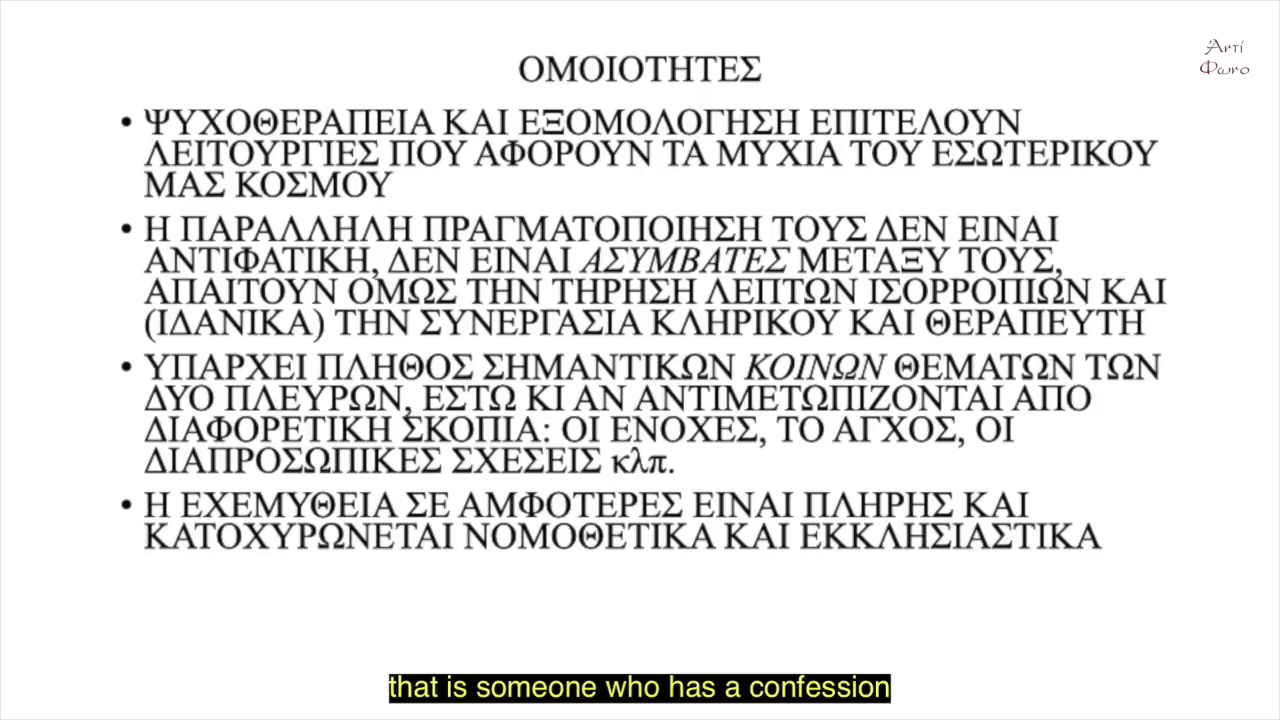 Ἀντί
Φωνο
ΟΜΟΙΟΤΗΤΕΣ
• ΨΥΧΟΘΕΡΑΠΕΙΑ ΚΑΙ ΕΞΟΜΟΛΟΓΗΣΗ ΕΠΙΤΕΛΟΥΝ
ΛΕΙΤΟΥΡΓΙΕΣ ΠΟΥ ΑΦΟΡΟΥΝ ΤΑ ΜΥΧΙΑ ΤΟΥ ΕΣΩΤΕΡΙΚΟΥ
ΜΑΣ ΚΟΣΜΟΥ
• Η ΠΑΡΑΛΛΗΛΗ ΠΡΑΓΜΑΤΟΠΟΙΗΣΗ ΤΟΥΣ ΔΕΝ ΕΙΝΑΙ
ΑΝΤΙΦΑΤΙΚΗ, ΔΕΝ ΕΙΝΑΙ ΑΣΥΜΒΑΤΕΣ ΜΕΤΑΞΥ ΤΟΥΣ,
ΑΠΑΙΤΟΥΝ ΟΜΩΣ ΤΗΝ ΤΗΡΗΣΗ ΛΕΠΤΩΝ ΙΣΟΡΡΟΠΙΩΝ ΚΑΙ
(ΙΔΑΝΙΚΑ) ΤΗΝ ΣΥΝΕΡΓΑΣΙΑ ΚΛΗΡΙΚΟΥ ΚΑΙ ΘΕΡΑΠΕΥΤΗ
• ΥΠΑΡΧΕΙ ΠΛΗΘΟΣ ΣΗΜΑΝΤΙΚΩΝ ΚΟΙΝΩΝ ΘΕΜΑΤΩΝ ΤΩΝ
ΔΥΟ ΠΛΕΥΡΩΝ, ΕΣΤΩ ΚΙ ΑΝ ΑΝΤΙΜΕΤΩΠΙΖΟΝΤΑΙ ΑΠΟ
ΔΙΑΦΟΡΕΤΙΚΗ ΣΚΟΠΙΑ: ΟΙ ΕΝΟΧΕΣ, ΤΟ ΑΓΧΟΣ, ΟΙ
ΔΙΑΠΡΟΣΩΠΙΚΕΣ ΣΧΕΣΕΙΣ κλπ.
• Η ΕΧΕΜΥΘΕΙΑ ΣΕ ΑΜΦΟΤΕΡΕΣ ΕΙΝΑΙ ΠΛΗΡΗΣ ΚΑΙ
ΚΑΤΟΧΥΡΩΝΕΤΑΙ ΝΟΜΟΘΕΤΙΚΑ ΚΑΙ ΕΚΚΛΗΣΙΑΣΤΙΚΑ
that is someone who has a confession